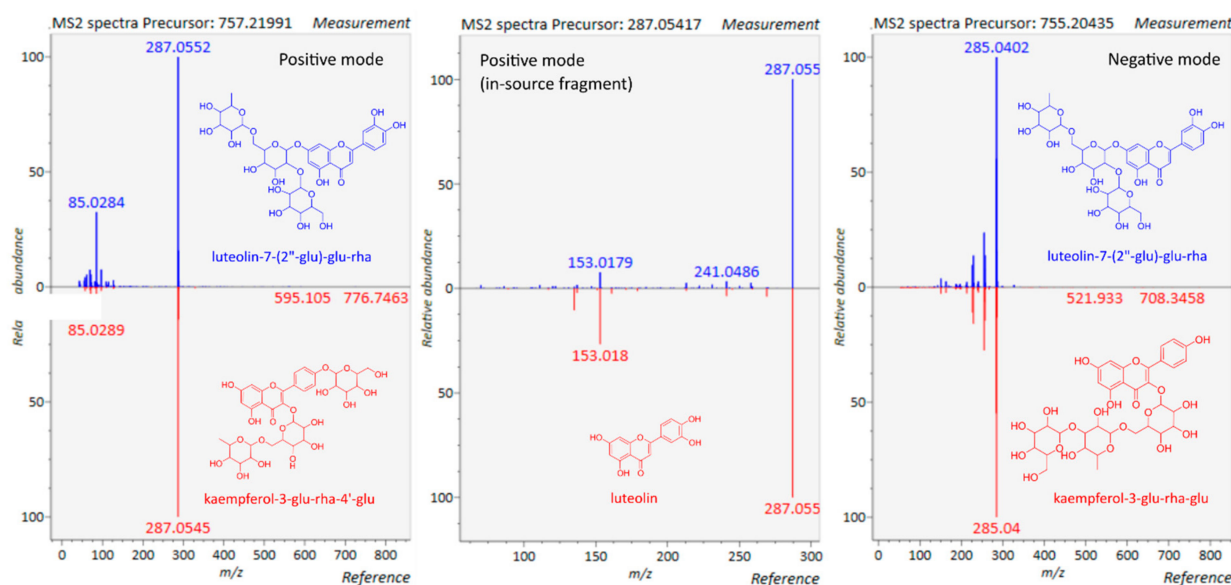 MS2 spectra Precursor: 757.21991 Measurement
287.0552
100
Positive mode
50
85.0284
luteolin-7-(2"-glu)-glu-rha
0
595.105 776.7463
85.0289
Rela
Relative abundance
50
kaempferol-3-glu-rha-4'-glu
100
287.0545
0 100 200 300 400 500 600 700 800
m/z
Reference
MS2 spectra Precursor: 287.05417 Measurement
Positive mode
(in-source fragment)
287.055
100
50
153.0179
241.0486
0
153.018
Relative abundance
50
luteolin
100
287.055
100 150 200 250 300
m/z
Reference
MS2 spectra Precursor: 755.20435 Measurement
285.0402
100
Negative mode
50
luteolin-7-(2"-glu)-glu-rha
0
521.933 708.3458
Relative abundance
50
kaempferol-3-glu-rha-glu
100
285.04
0 100 200 300 400 500 600 700 800
m/z
Reference